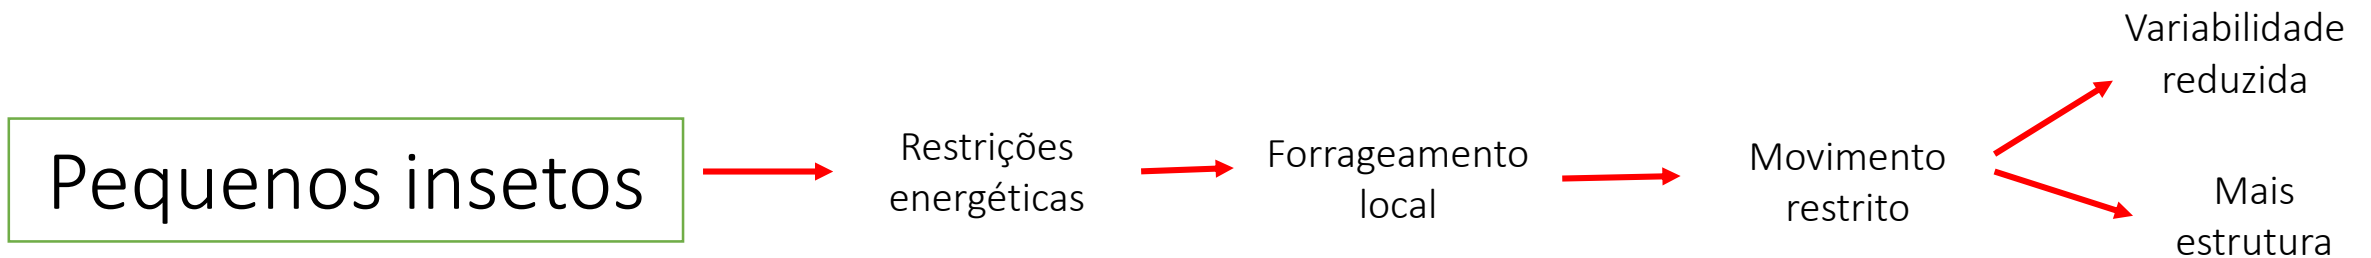 Pequenos insetos
Restrições
energéticas
Forrageamento
local
Movimento
restrito
Variabilidade
reduzida
Mais
estrutura